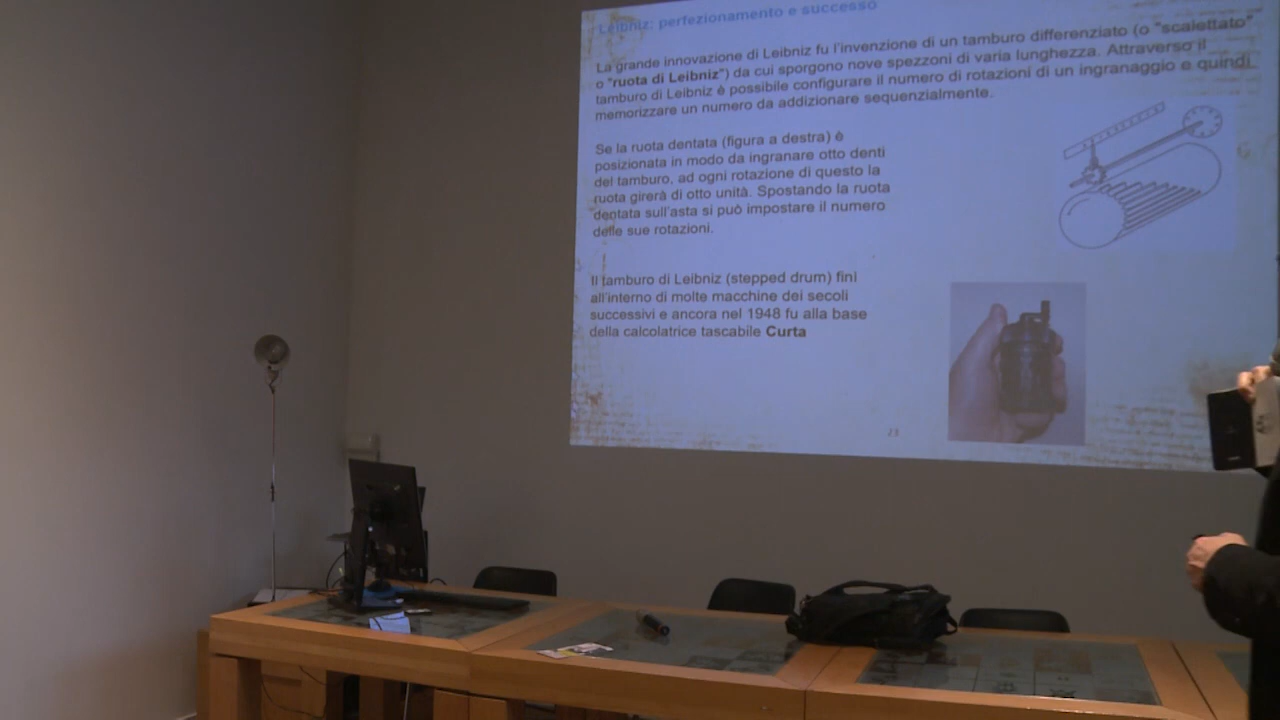 Leibniz: perfezionamento e successo
La grande innovazione di Leibniz fu l'invenzione di un tamburo differenziato (o "scalettato"
o "ruota di Leibniz") da cui sporgono nove spezzoni di varia lunghezza. Attraverso il
tamburo di Leibniz è possibile configurare il numero di rotazioni di un ingranaggio e quindi
memorizzare un numero da addizionare sequenzialmente.
Se la ruota dentata (figura a destra) è
posizionata in modo da ingranare otto denti
del tamburo, ad ogni rotazione di questo la
ruota girerà di otto unità. Spostando la ruota
dentata sull'asta si può impostare il numero
delle sue rotazioni.
Il tamburo di Leibniz (stepped drum) finì
all'interno di molte macchine dei secoli
successivi e ancora nel 1948 fu alla base
della calcolatrice tascabile Curta
23